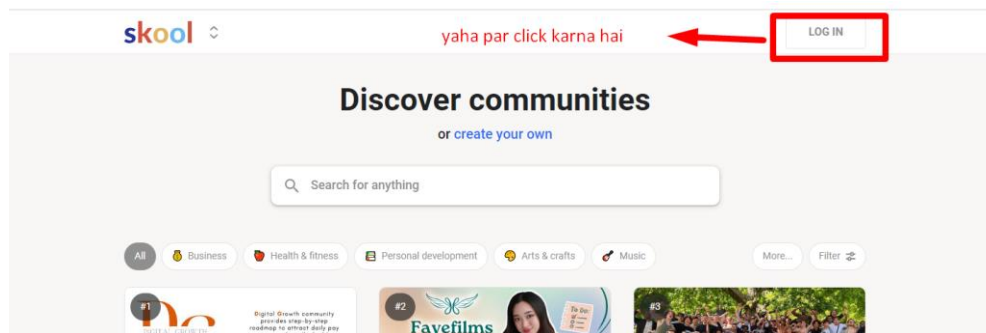 skool
yaha par click karna hai
LOG IN
Discover communities
or create your own
Search for anything
All
Business
Health & fitness
Personal development
Arts & crafts
Music
More...
Filter
#1
Digital Growth community
provides step-by-step
roadmap to attract daily pay
#2
Favefilms
To Do:
#3